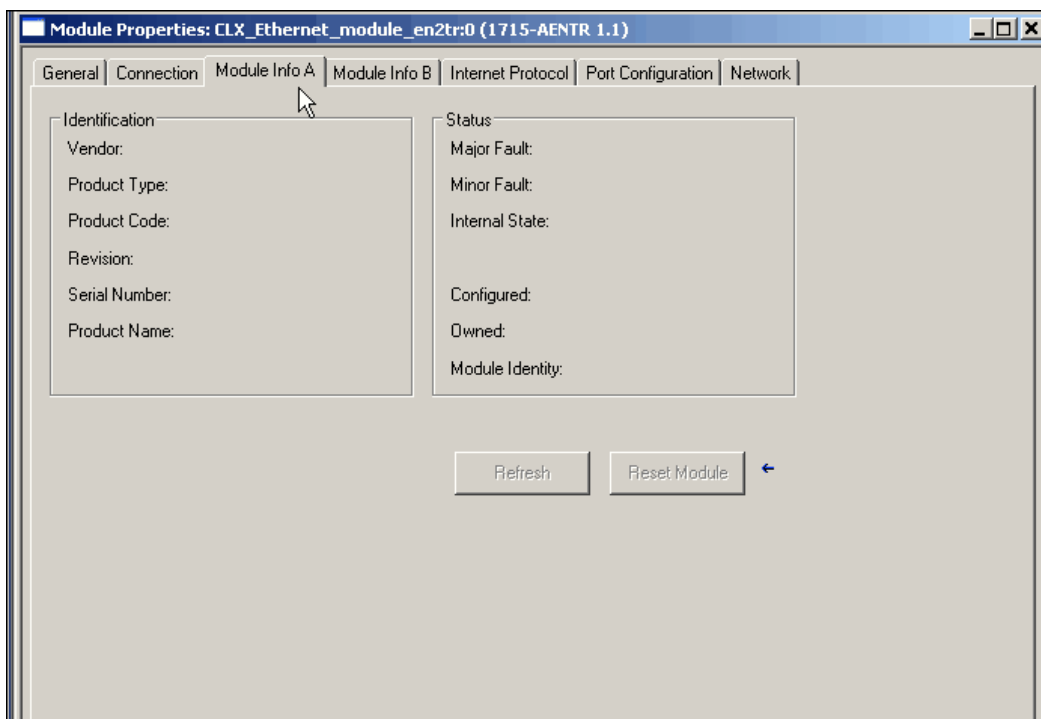 Module Properties: CLX_Ethernet_module_en2tr:0 (1715-AENTR 1.1)
General Connection Module Info A Module Info B Internet Protocol Port Configuration Network
Identification
Vendor:
Product Type:
Product Code:
Revision:
Serial Number:
Product Name:
Status
Major Fault:
Minor Fault:
Internal State:
Configured:
Owned:
Module Identity:
Refresh Reset Module